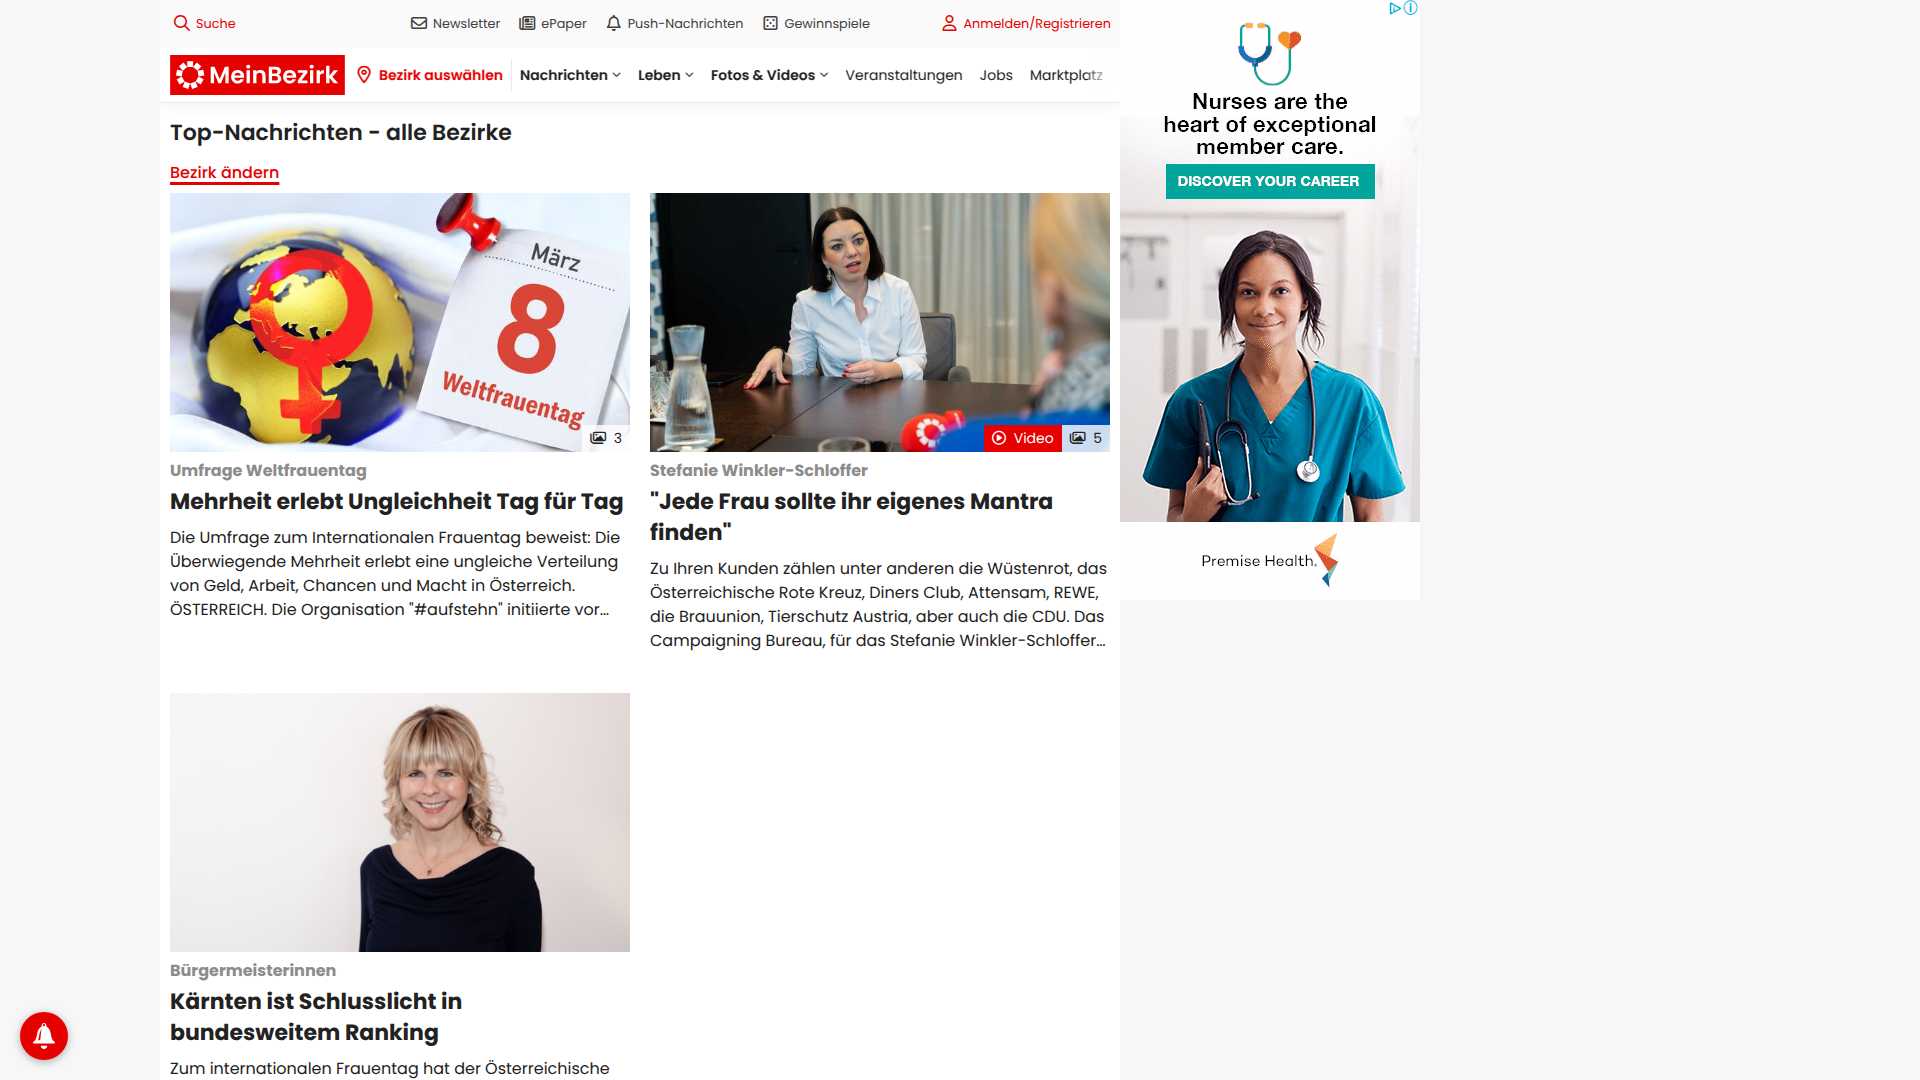 Suche
Newsletter
ePaper
Push-Nachrichten
Gewinnspiele
Anmelden/Registrieren
MeinBezirk
Bezirk auswählen
Nachrichten
Leben
Fotos & Videos
Veranstaltungen
Jobs
Marktplatz
Top-Nachrichten - alle Bezirke
Bezirk ändern
März
8
Weltfrauentag
3
Umfrage Weltfrauentag
Mehrheit erlebt Ungleichheit Tag für Tag
Die Umfrage zum Internationalen Frauentag beweist: Die
Überwiegende Mehrheit erlebt eine ungleiche Verteilung
von Geld, Arbeit, Chancen und Macht in Österreich.
ÖSTERREICH. Die Organisation "#aufstehn" initiierte vor...
Video
5
Stefanie Winkler-Schloffer
"Jede Frau sollte ihr eigenes Mantra
finden"
Zu Ihren Kunden zählen unter anderen die Wüstenrot, das
Österreichische Rote Kreuz, Diners Club, Attensam, REWE,
die Brauunion, Tierschutz Austria, aber auch die CDU. Das
Campaigning Bureau, für das Stefanie Winkler-Schloffer...
Bürgermeisterinnen
Kärnten ist Schlusslicht in
bundesweitem Ranking
Zum internationalen Frauentag hat der Österreichische
Nurses are the
heart of exceptional
member care.
DISCOVER YOUR CAREER
Premise Health.